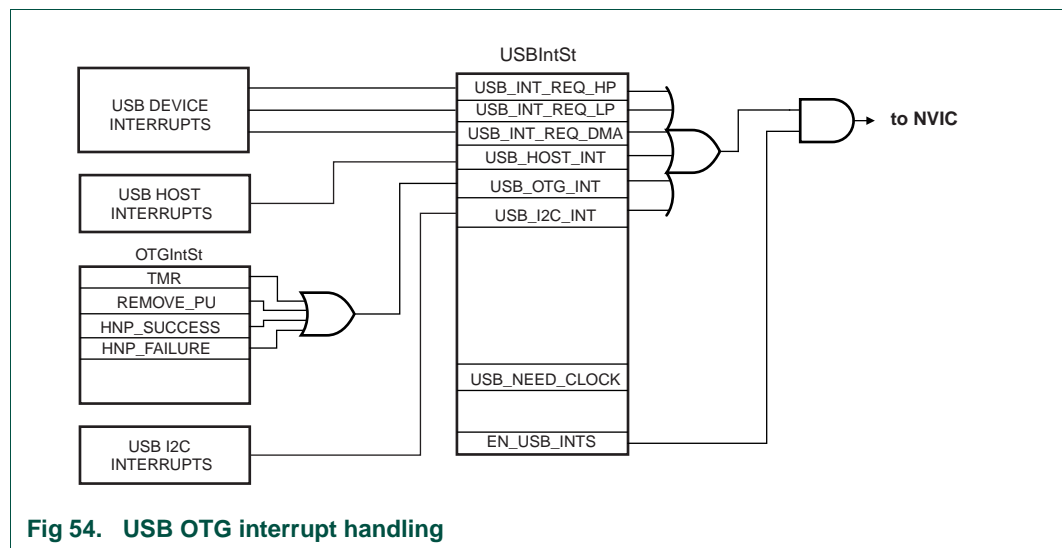 USBIntSt
USB DEVICE
INTERRUPTS
USB_INT_REQ_HP
USB_INT_REQ_LP
USB_INT_REQ_DMA
USB_HOST_INT
USB_OTG_INT
USB_I2C_INT
USB_NEED_CLOCK
EN_USB_INTS
to NVIC
USB HOST
INTERRUPTS
OTGIntSt
TMR
REMOVE_PU
HNP_SUCCESS
HNP_FAILURE
USB I2C
INTERRUPTS
Fig 54. USB OTG interrupt handling